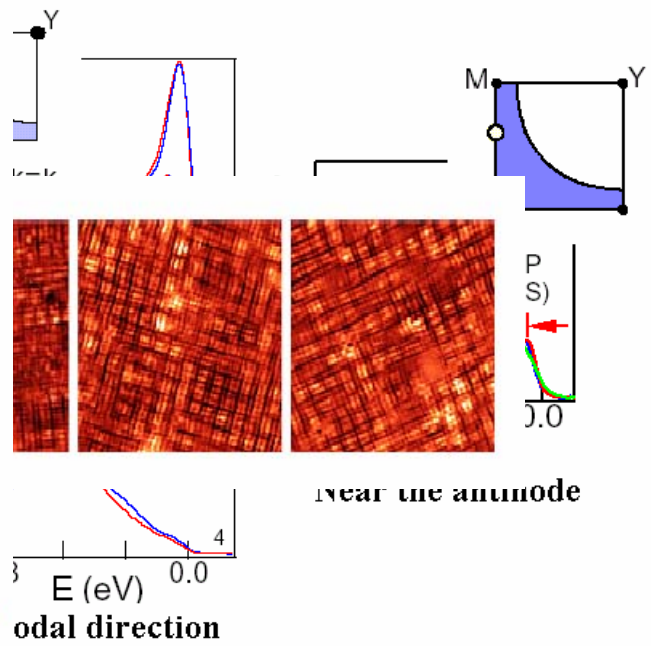 Y
M Y
P
S)
0.0
Near the antinode
4
0.0
E (eV)
odal direction